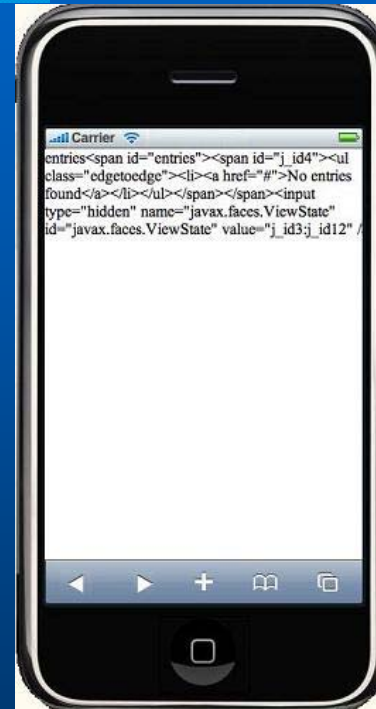 Carrier
entries<span id="entries"><span id="j_id4"><ul
class="edgetoedge"><li><a href="#">No entries
found</a></li></ul></span></span><input
type="hidden" name="javax.faces.ViewState"
id="javax.faces.ViewState" value="j_id3:j_id12" /